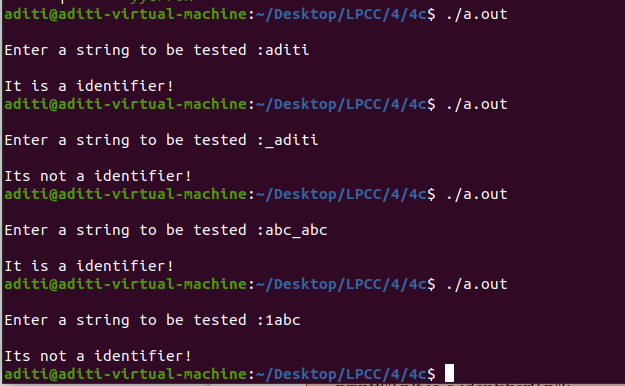 aditi@aditi-virtual-machine:~/Desktop/LPCC/4/4c$ ./a.out
Enter a string to be tested :aditi
It is a identifier!
aditi@aditi-virtual-machine:~/Desktop/LPCC/4/4c$ ./a.out
Enter a string to be tested :_aditi
Its not a identifier!
aditi@aditi-virtual-machine:~/Desktop/LPCC/4/4c$ ./a.out
Enter a string to be tested :abc_abc
It is a identifier!
aditi@aditi-virtual-machine:~/Desktop/LPCC/4/4c$ ./a.out
Enter a string to be tested :1abc
Its not a identifier!
aditi@aditi-virtual-machine:~/Desktop/LPCC/4/4c$